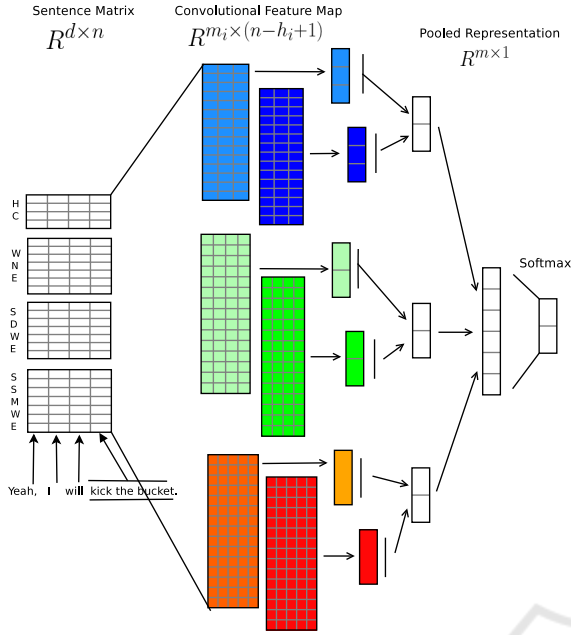 Sentence Matrix
R^{d×n}
Convolutional Feature Map
R^{m_i×(n−h_i+1)}
Pooled Representation
R^{m×1}
H
C
W
N
E
S
D
W
E
S
S
M
W
E
Softmax
Yeah, I will kick the bucket.